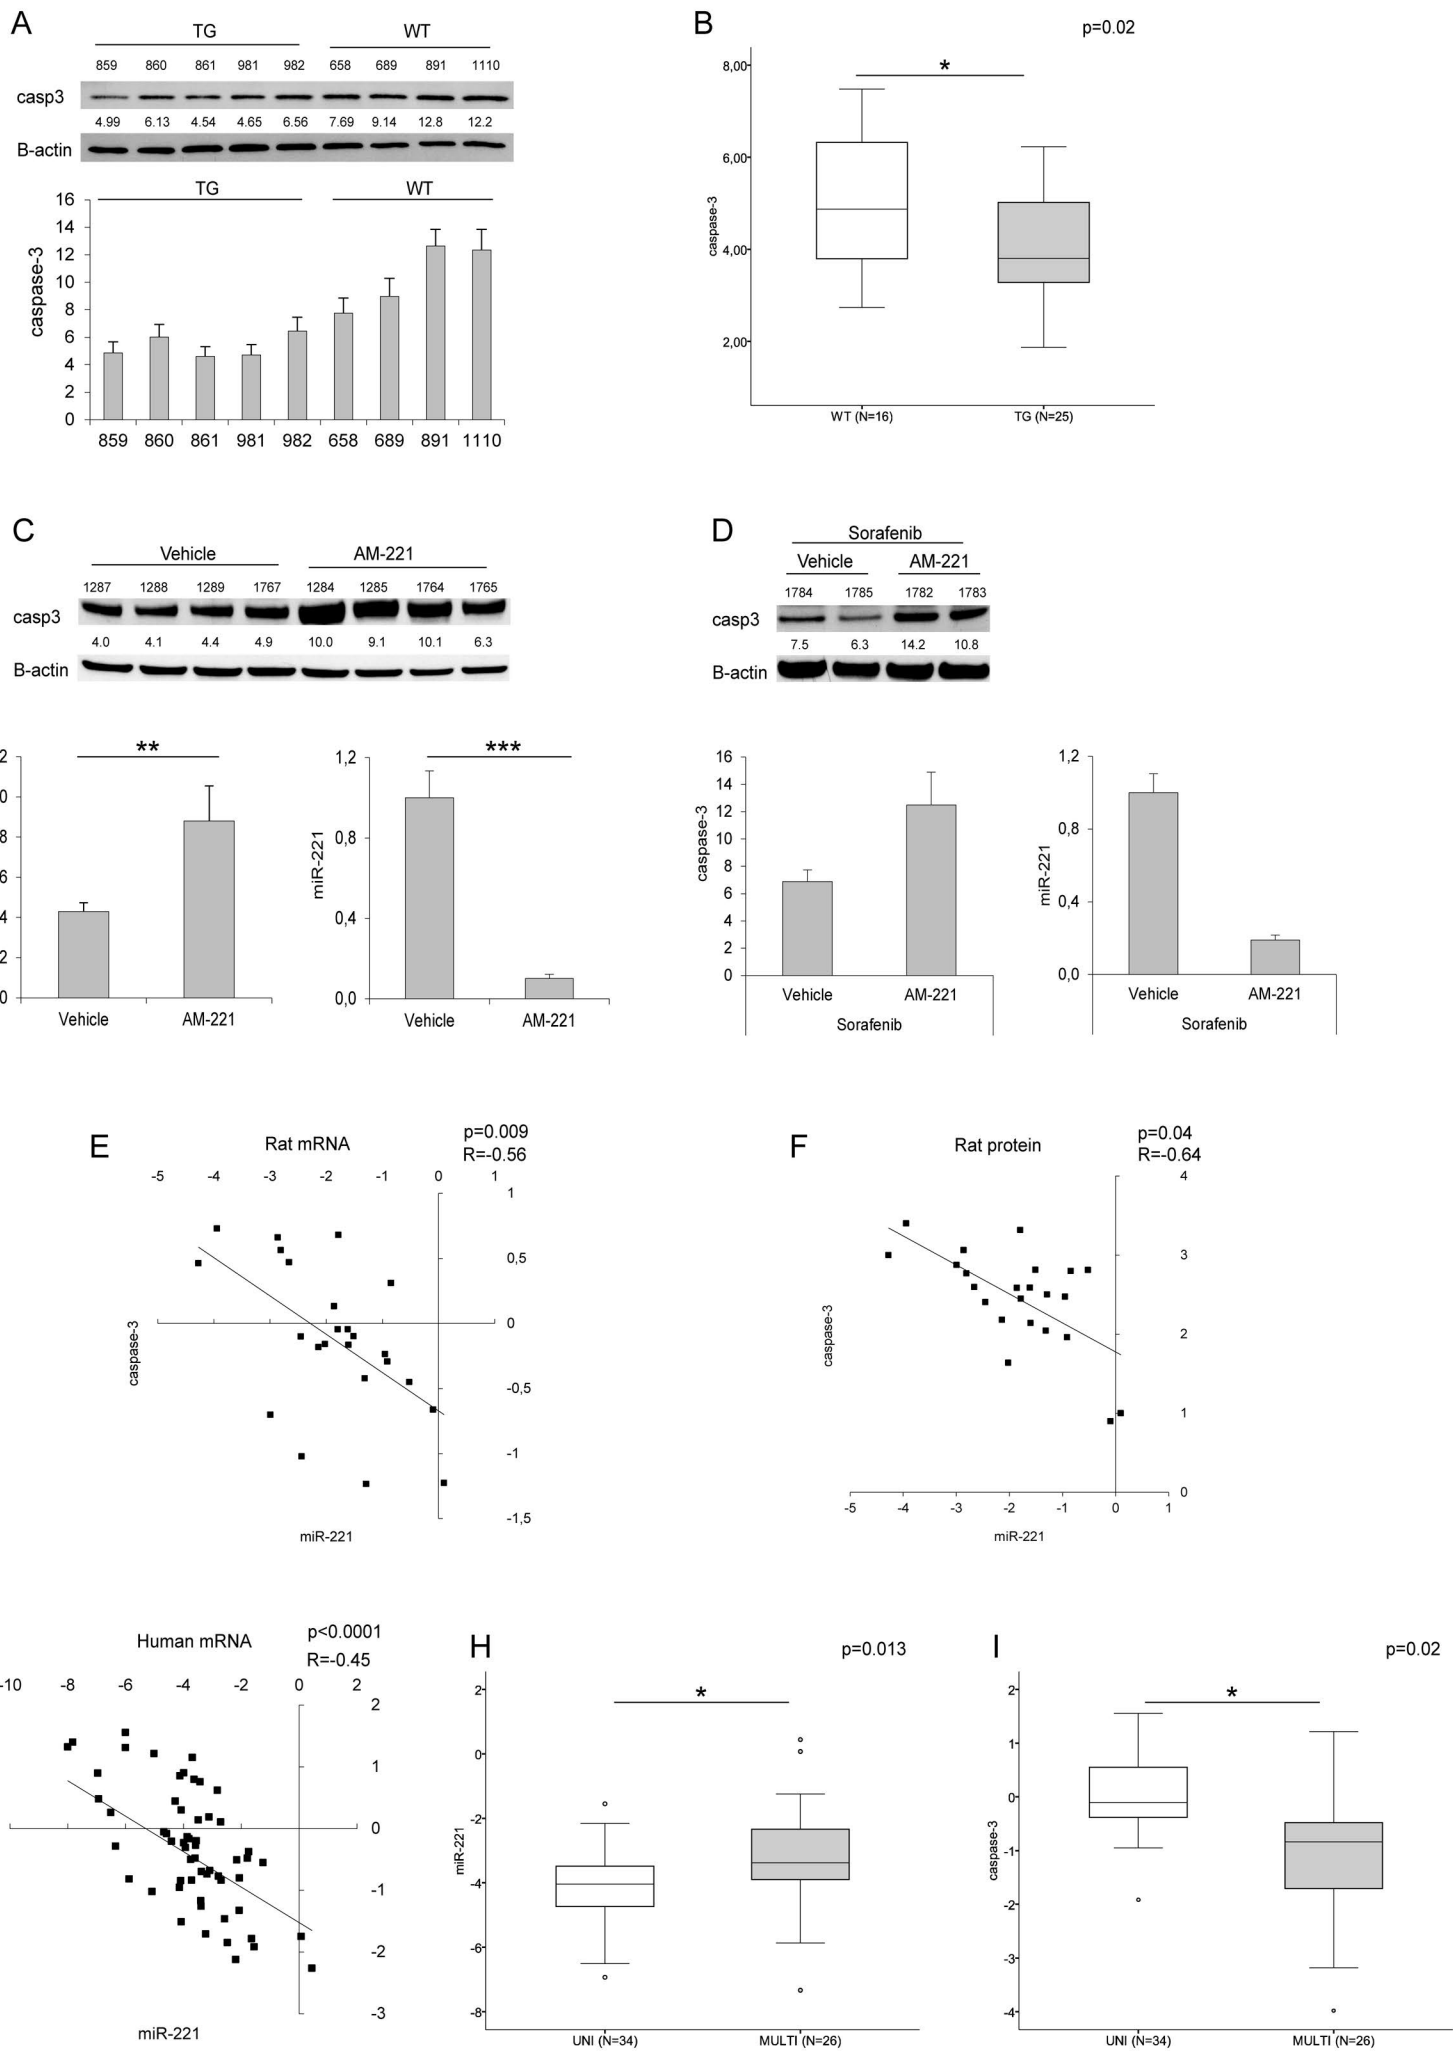 A
TG WT
859 860 861 981 982 658 689 891 1110
casp3
4.99 6.13 4.54 4.65 6.56 7.69 9.14 12.8 12.2
B-actin
TG WT
16
14
12
10
8
6
4
2
0
caspase-3
859 860 861 981 982 658 689 891 1110
B
p=0.02
*
8,00
6,00
4,00
2,00
caspase-3
WT (N=16) TG (N=25)
C
Vehicle AM-221
1287 1288 1289 1767 1284 1285 1764 1765
casp3
4.0 4.1 4.4 4.9 10.0 9.1 10.1 6.3
B-actin
**
2
0
8
6
4
2
0
Vehicle AM-221
***
1,2
0,8
0,4
0,0
miR-221
Vehicle AM-221
D
Sorafenib
Vehicle AM-221
1784 1785 1782 1783
casp3
7.5 6.3 14.2 10.8
B-actin
16
14
12
10
8
6
4
2
0
caspase-3
Vehicle AM-221
Sorafenib
1,2
0,8
0,4
0,0
miR-221
Vehicle AM-221
Sorafenib
E
Rat mRNA
p=0.009
R=-0.56
-5 -4 -3 -2 -1 0 1
1
0,5
0
-0,5
-1
-1,5
caspase-3
miR-221
F
Rat protein
p=0.04
R=-0.64
4
3
2
1
0
caspase-3
-5 -4 -3 -2 -1 0 1
miR-221
Human mRNA
p<0.0001
R=-0.45
-10 -8 -6 -4 -2 0 2
2
1
0
-1
-2
-3
miR-221
H
p=0.013
*
2
0
-2
-4
-6
-8
miR-221
UNI (N=34) MULTI (N=26)
I
p=0.02
*
2
1
0
-1
-2
-3
-4
caspase-3
UNI (N=34) MULTI (N=26)